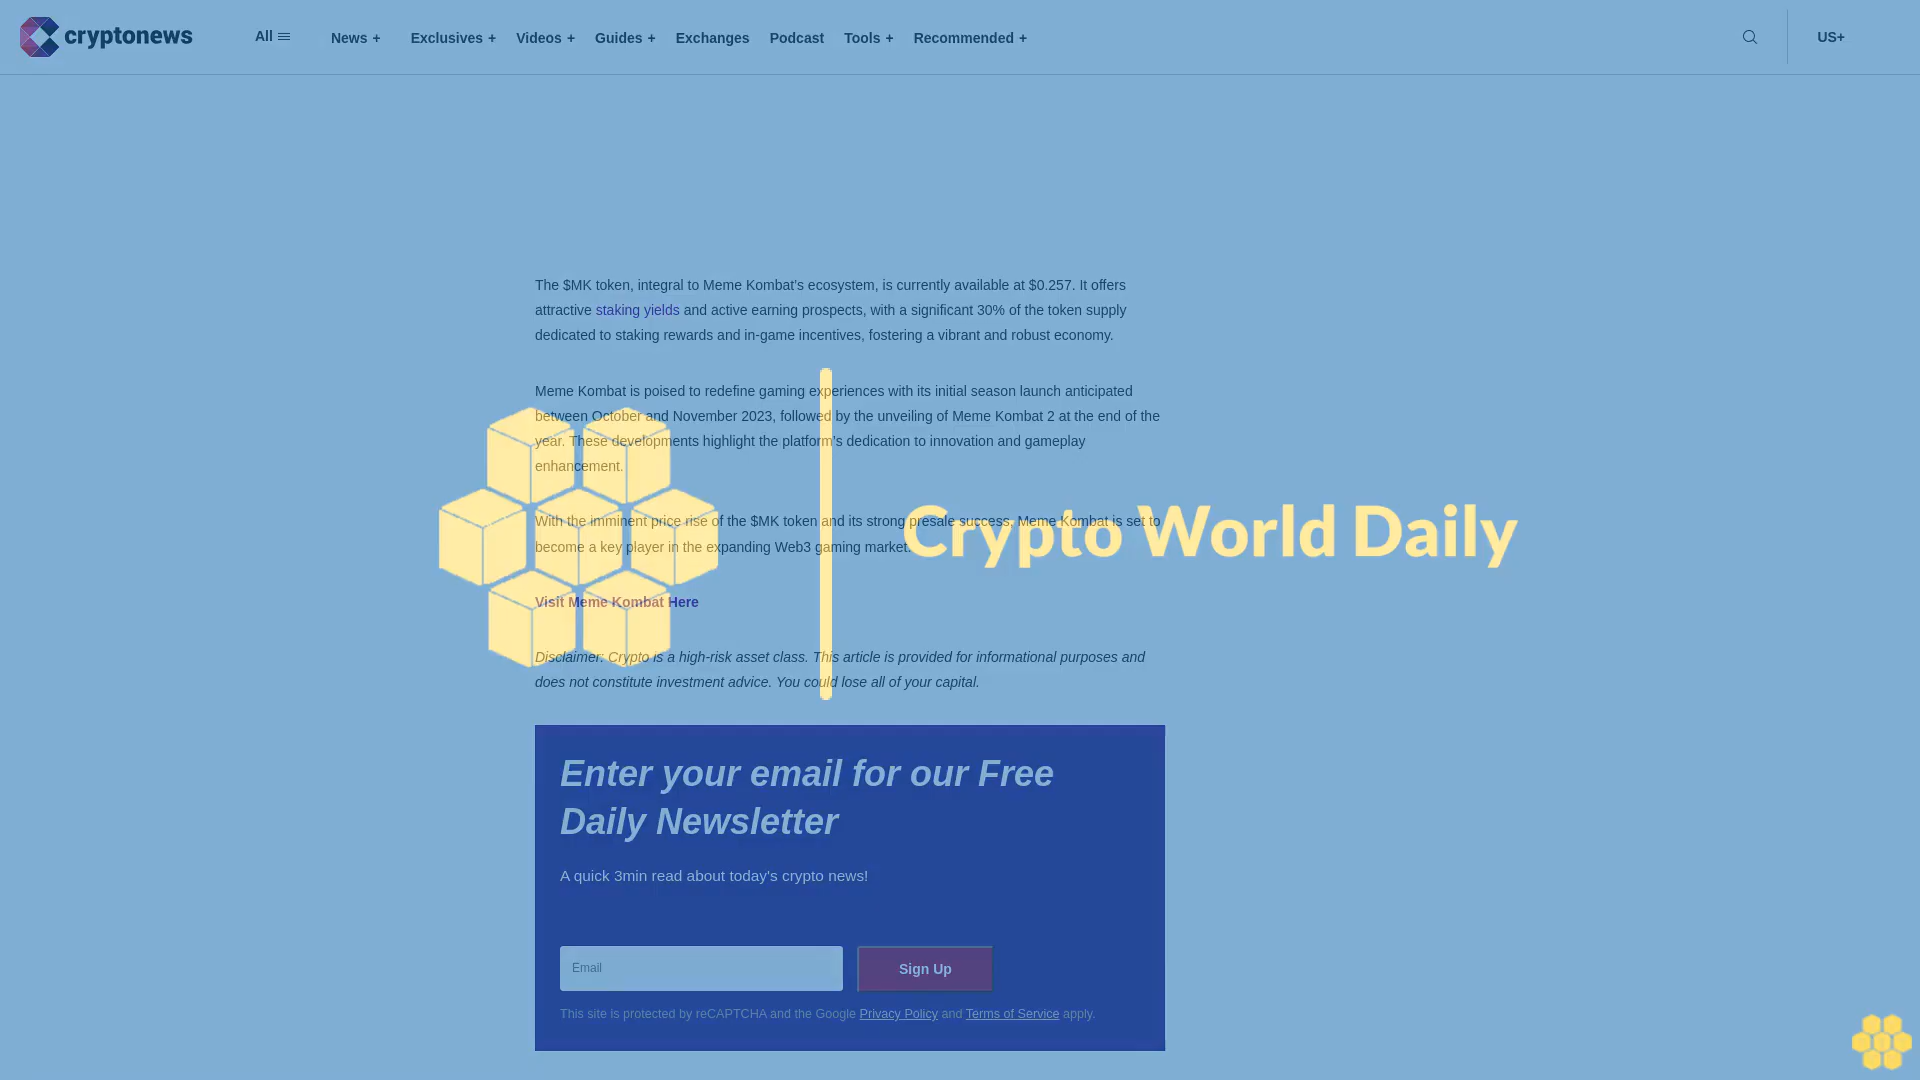 cryptonews
All
News +
Exclusives +
Videos +
Guides +
Exchanges
Podcast
Tools +
Recommended +
US+
The $MK token, integral to Meme Kombat's ecosystem, is currently available at $0.257. It offers
attractive staking yields and active earning prospects, with a significant 30% of the token supply
dedicated to staking rewards and in-game incentives, fostering a vibrant and robust economy.
Meme Kombat is poised to redefine gaming experiences with its initial season launch anticipated
between October and November 2023, followed by the unveiling of Meme Kombat 2 at the end of the
year. These developments highlight the platform's dedication to innovation and gameplay
enhancement.
With the imminent price rise of the $MK token and its strong presale success, Meme Kombat is set to
become a key player in the expanding Web3 gaming market.
Crypto World Daily
Visit Meme Kombat Here
Disclaimer: Crypto is a high-risk asset class. This article is provided for informational purposes and
does not constitute investment advice. You could lose all of your capital.
Enter your email for our Free
Daily Newsletter
A quick 3min read about today's crypto news!
Email
Sign Up
This site is protected by reCAPTCHA and the Google Privacy Policy and Terms of Service apply.